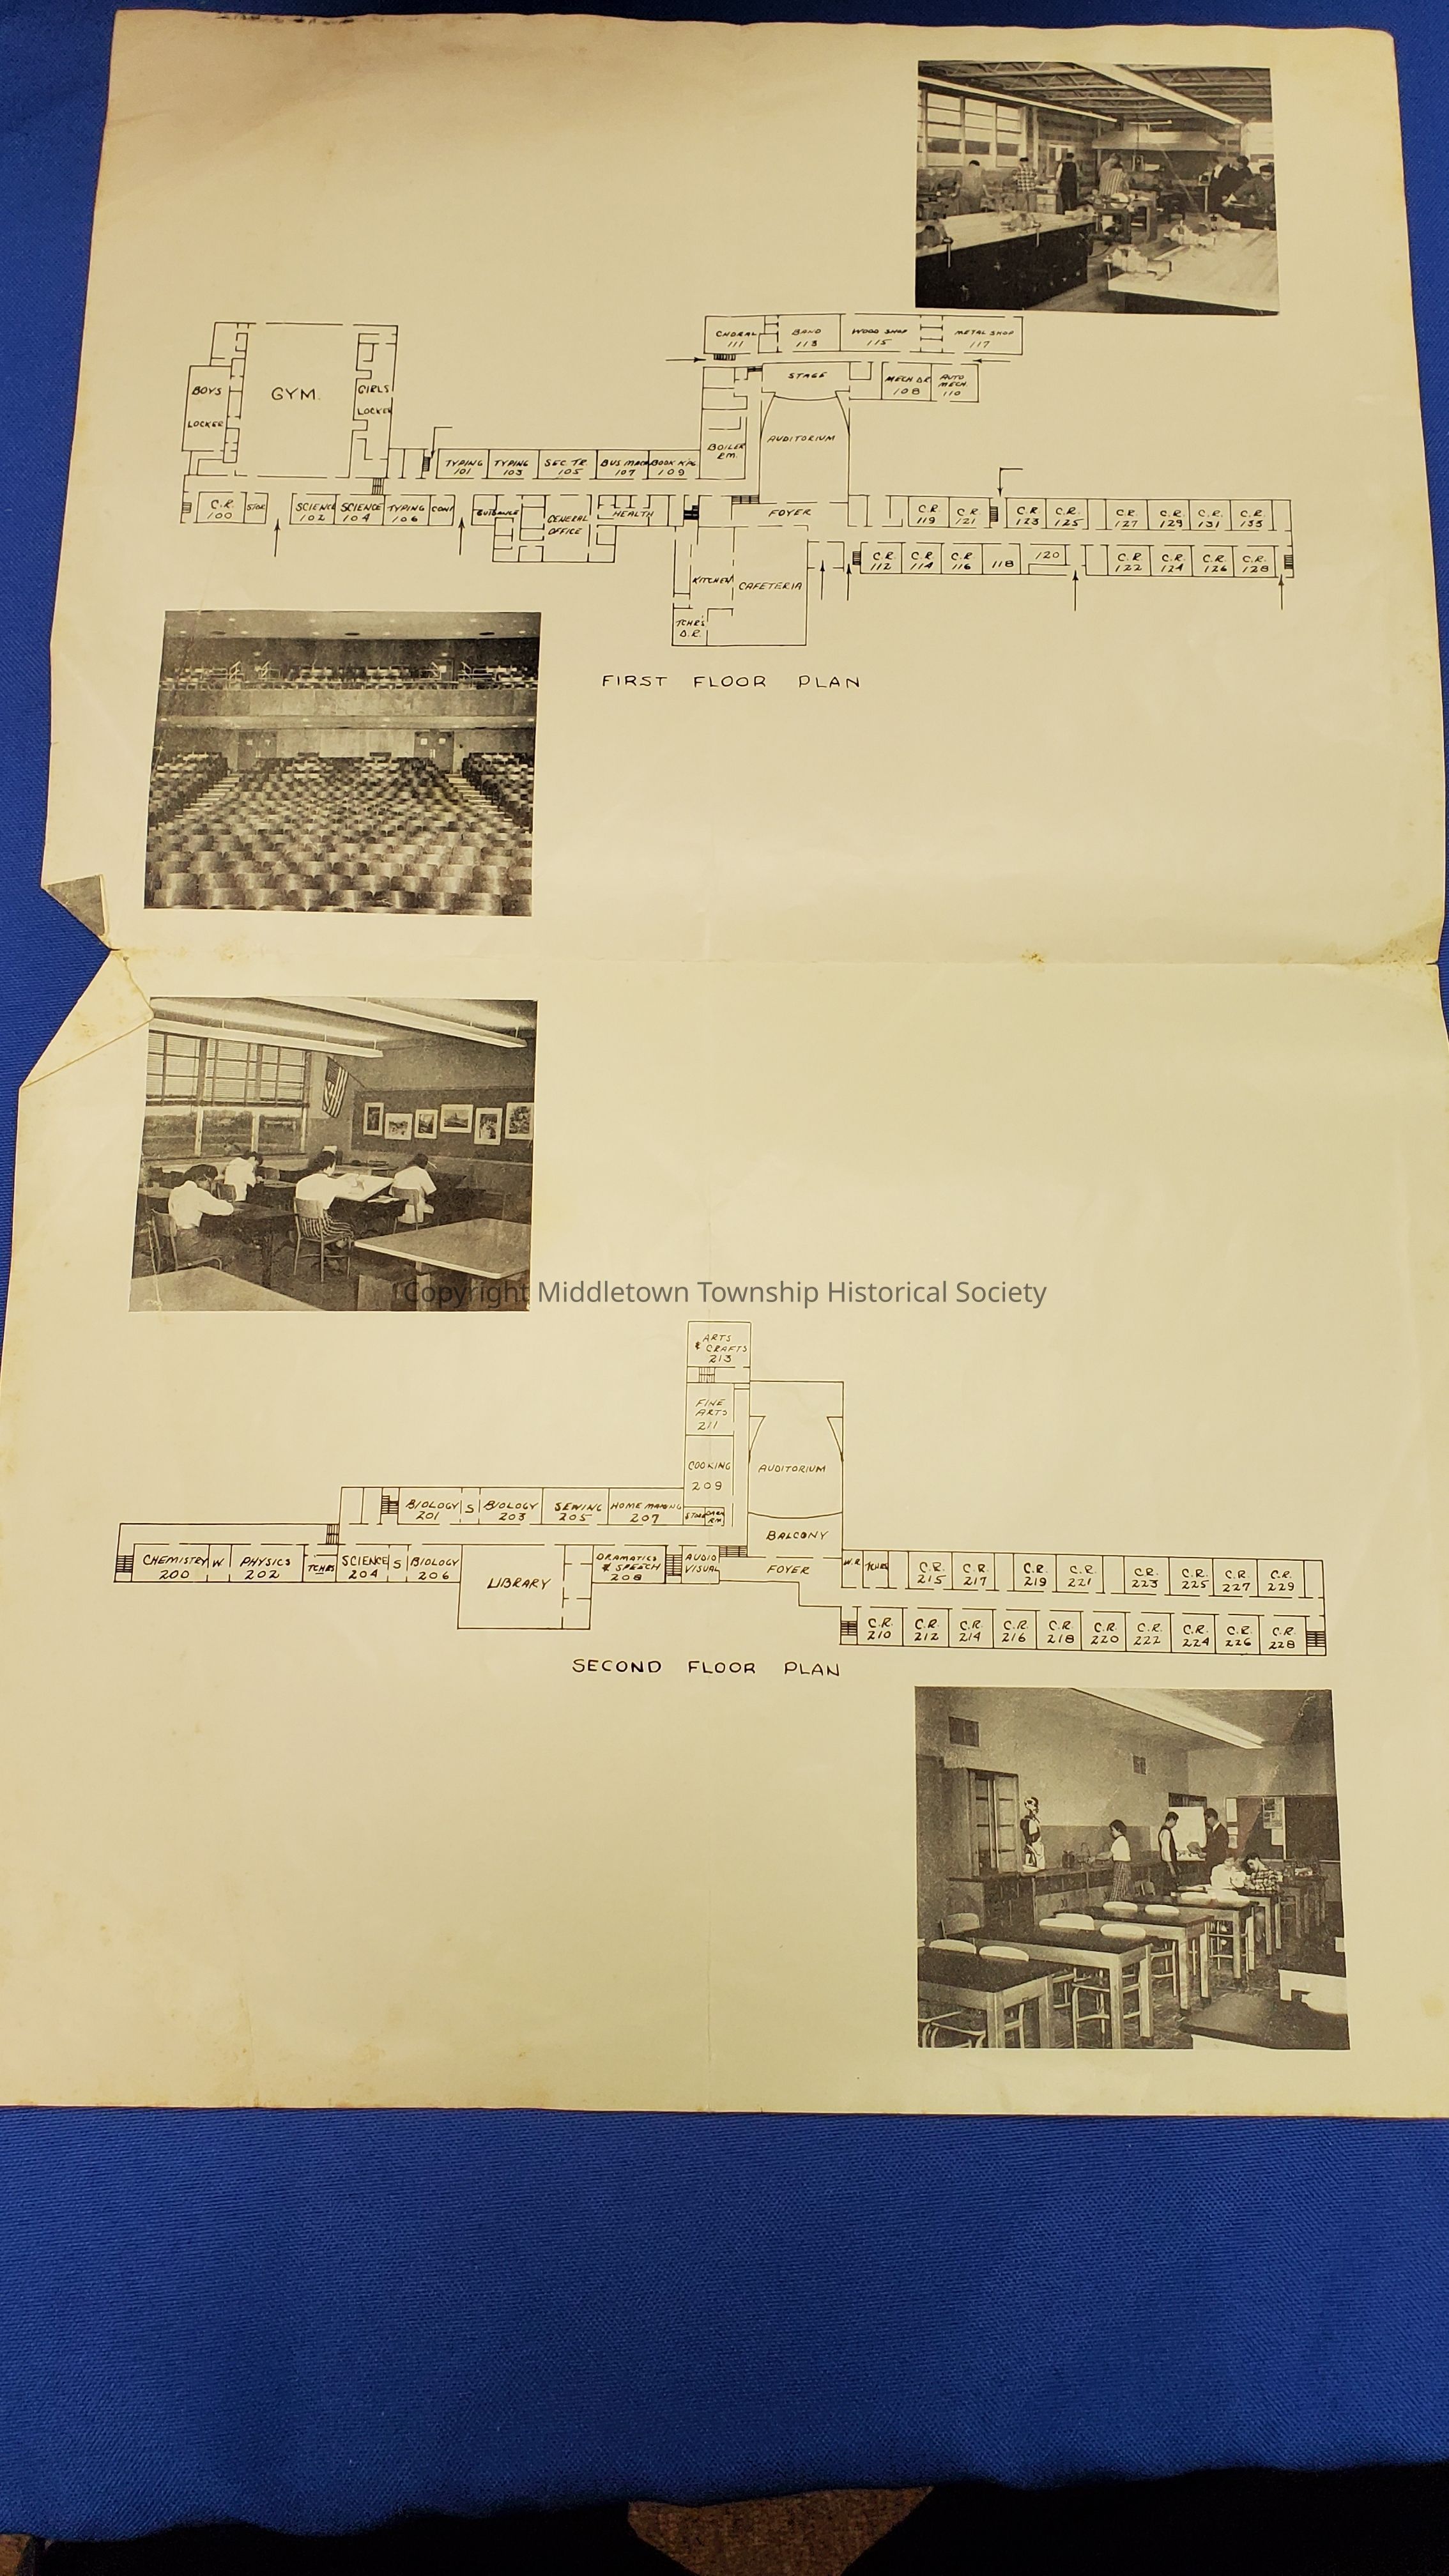 CHORAL
111
BAND
113
WOOD SHOP
115
METAL SHOP
117
STAGE
MECH DR
108
AUTO
MECH.
110
BOYS
LOCKER
GYM.
GIRLS
LOCKER
AUDITORIUM
BOILER
RM.
TYPING
101
TYPING
103
SEC. TR.
105
BUS MACH
107
BOOK K'PG
109
C.R.
100
STOR
SCIENCE
102
SCIENCE
104
TYPING
106
CONF
GUIDANCE
GENERAL
OFFICE
HEALTH
FOYER
C.R.
119
C.R.
121
C.R.
123
C.R.
125
C.R.
127
C.R.
129
C.R.
131
C.R.
133
KITCHEN
CAFETERIA
TCHR'S
D.R.
C.R.
112
C.R.
114
C.R.
116
118
120
C.R.
122
C.R.
124
C.R.
126
C.R.
128
FIRST FLOOR PLAN
Copyright Middletown Township Historical Society
ARTS
& CRAFTS
213
FINE
ARTS
211
COOKING
209
AUDITORIUM
BIOLOGY
201
S
BIOLOGY
203
SEWING
205
HOME MAKING
207
BALCONY
CHEMISTRY
200
W
PHYSICS
202
TCHRS
SCIENCE
204
S
BIOLOGY
206
LIBRARY
DRAMATICS
& SPEECH
208
AUDIO
VISUAL
FOYER
W.R.
TCHRS
C.R.
215
C.R.
217
C.R.
219
C.R.
221
C.R.
223
C.R.
225
C.R.
227
C.R.
229
C.R.
210
C.R.
212
C.R.
214
C.R.
216
C.R.
218
C.R.
220
C.R.
222
C.R.
224
C.R.
226
C.R.
228
SECOND FLOOR PLAN